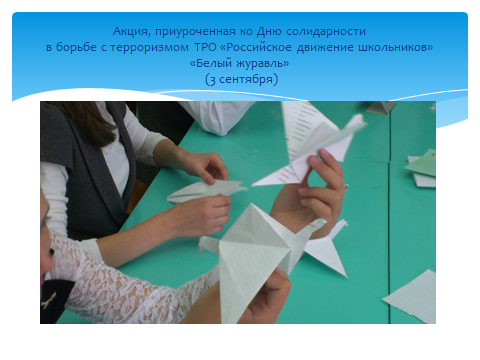 Акция, приуроченная ко Дню солидарности
в борьбе с терроризмом ТРО «Российское движение школьников»
«Белый журавль»
(3 сентября)